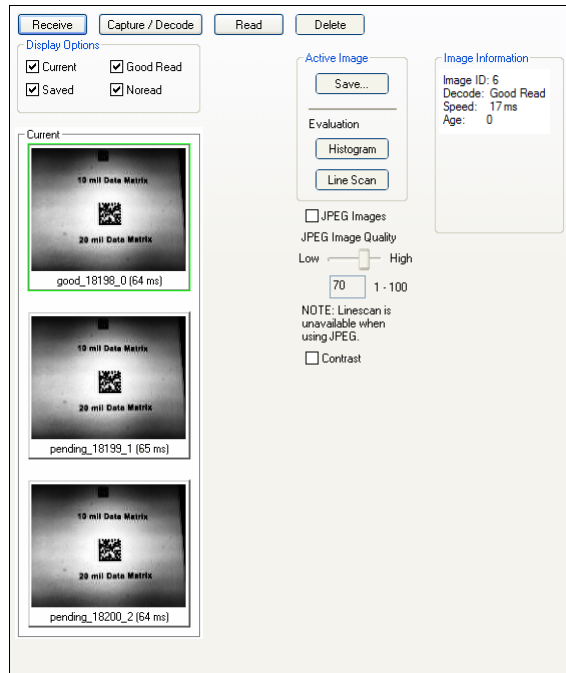 Receive
Capture / Decode
Read
Delete
Display Options
Current
Good Read
Saved
Noread
Current
10 mil Data Matrix
20 mil Data Matrix
good_18198_0 (64 ms)
10 mil Data Matrix
20 mil Data Matrix
pending_18199_1 (65 ms)
10 mil Data Matrix
20 mil Data Matrix
pending_18200_2 (64 ms)
Active Image
Save...
Evaluation
Histogram
Line Scan
JPEG Images
JPEG Image Quality
Low
High
70
1 - 100
NOTE: Linescan is
unavailable when
using JPEG.
Contrast
Image Information
Image ID: 6
Decode: Good Read
Speed: 17 ms
Age: 0